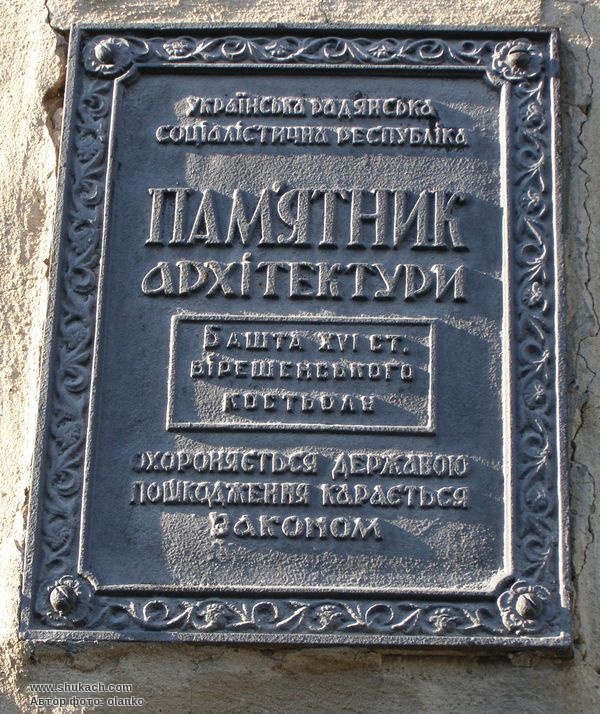 УКРАЇНСЬКА РАДЯНСЬКА
СОЦІАЛІСТИЧНА РЕСПУБЛІКА
ПАМ'ЯТНИК
АРХІТЕКТУРИ
БАШТА XVI СТ.
ВІРЕШЕНСЬКОГО
КОСТЬОЛУ
ОХОРОНЯЄТЬСЯ ДЕРЖАВОЮ
ПОШКОДЖЕННЯ КАРАЄТЬСЯ
ЗАКОНОМ
www.shukach.com
Автор фото: olanko